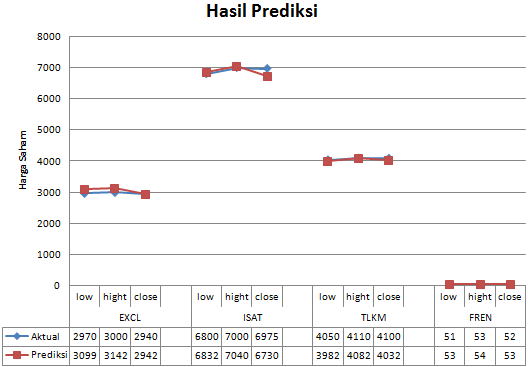 Hasil Prediksi
8000
7000
6000
5000
4000
3000
2000
1000
0
Harga Saham
low hight close low hight close low hight close low hight close
EXCL ISAT TLKM FREN
Aktual 2970 3000 2940 6800 7000 6975 4050 4110 4100 51 53 52
Prediksi 3099 3142 2942 6832 7040 6730 3982 4082 4032 53 54 53